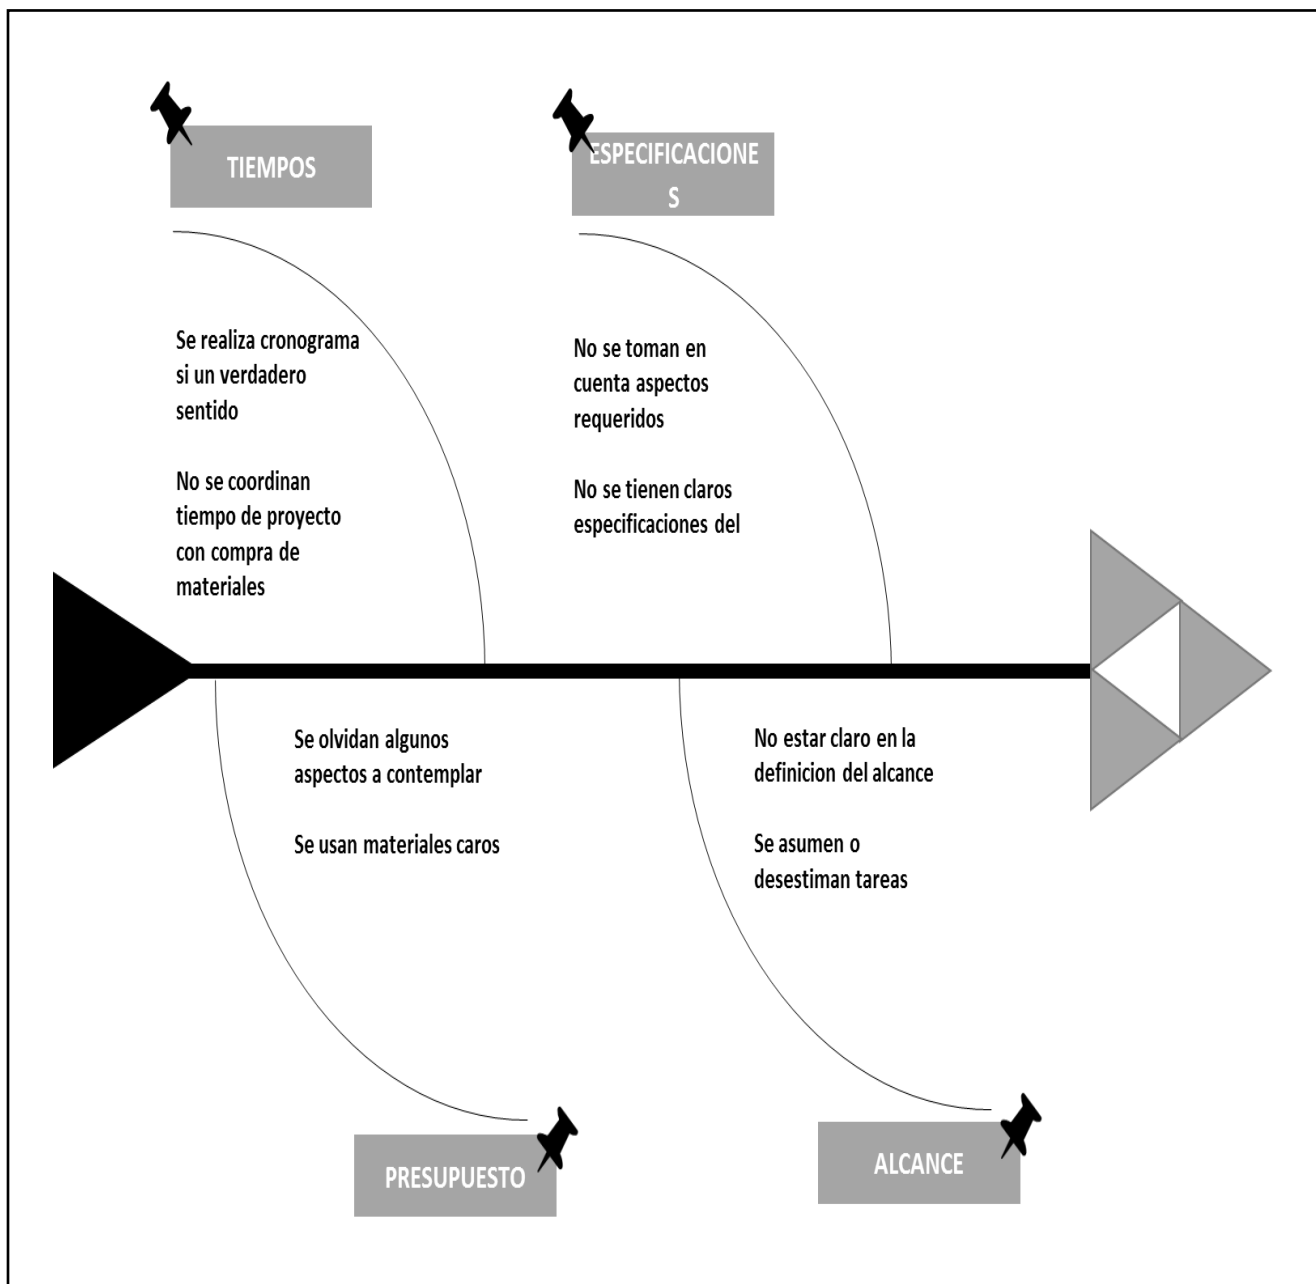 TIEMPOS
Se realiza cronograma
si un verdadero
sentido
No se coordinan
tiempo de proyecto
con compra de
materiales
ESPECIFICACIONE
S
No se toman en
cuenta aspectos
requeridos
No se tienen claros
especificaciones del
Se olvidan algunos
aspectos a contemplar
Se usan materiales caros
PRESUPUESTO
No estar claro en la
definicion del alcance
Se asumen o
desestiman tareas
ALCANCE